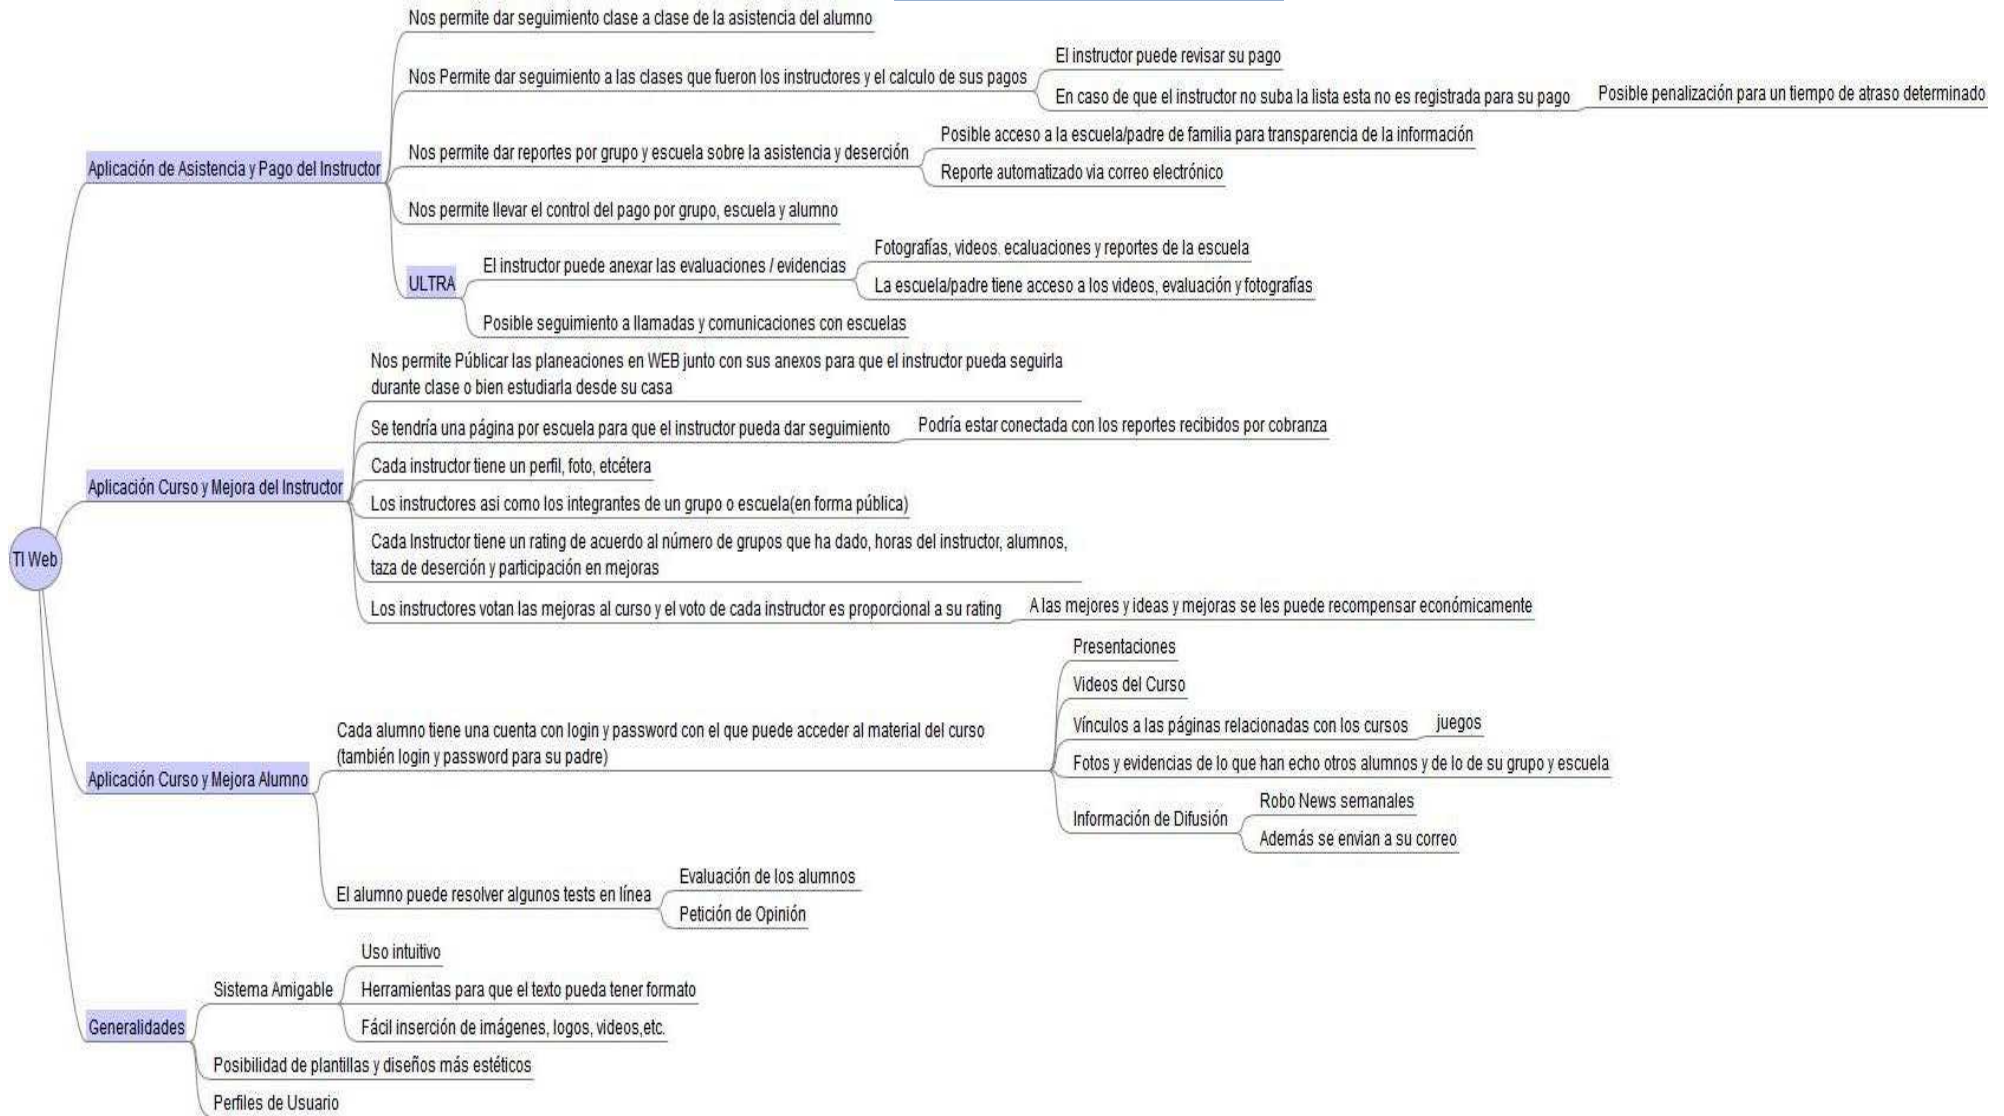 Nos permite dar seguimiento clase a clase de la asistencia del alumno
El instructor puede revisar su pago
Nos Permite dar seguimiento a las clases que fueron los instructores y el calculo de sus pagos
En caso de que el instructor no suba la lista esta no es registrada para su pago
Posible penalización para un tiempo de atraso determinado
Aplicación de Asistencia y Pago del Instructor
Posible acceso a la escuela/padre de familia para transparencia de la información
Nos permite dar reportes por grupo y escuela sobre la asistencia y deserción
Reporte automatizado via correo electrónico
Nos permite llevar el control del pago por grupo, escuela y alumno
ULTRA
El instructor puede anexar las evaluaciones / evidencias
Fotografías, videos. ecaluaciones y reportes de la escuela
La escuela/padre tiene acceso a los videos, evaluación y fotografías
Posible seguimiento a llamadas y comunicaciones con escuelas
Nos permite Públicar las planeaciones en WEB junto con sus anexos para que el instructor pueda seguirla
durante clase o bien estudiarla desde su casa
Se tendría una página por escuela para que el instructor pueda dar seguimiento
Podría estar conectada con los reportes recibidos por cobranza
Cada instructor tiene un perfil, foto, etcétera
Aplicación Curso y Mejora del Instructor
Los instructores asi como los integrantes de un grupo o escuela(en forma pública)
Cada Instructor tiene un rating de acuerdo al número de grupos que ha dado, horas del instructor, alumnos,
taza de deserción y participación en mejoras
TI Web
Los instructores votan las mejoras al curso y el voto de cada instructor es proporcional a su rating
A las mejores y ideas y mejoras se les puede recompensar económicamente
Presentaciones
Videos del Curso
Cada alumno tiene una cuenta con login y password con el que puede acceder al material del curso
(también login y password para su padre)
Vínculos a las páginas relacionadas con los cursos
juegos
Fotos y evidencias de lo que han echo otros alumnos y de lo de su grupo y escuela
Aplicación Curso y Mejora Alumno
Información de Difusión
Robo News semanales
Además se envian a su correo
El alumno puede resolver algunos tests en línea
Evaluación de los alumnos
Petición de Opinión
Uso intuitivo
Sistema Amigable
Herramientas para que el texto pueda tener formato
Generalidades
Fácil inserción de imágenes, logos, videos,etc.
Posibilidad de plantillas y diseños más estéticos
Perfiles de Usuario